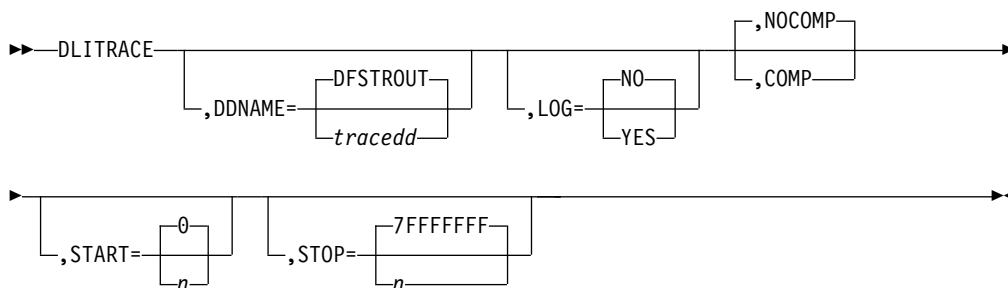 ,NOCOMP
DLITRACE
DFSTROUT NO ,COMP
,DDNAME= ,LOG=
tracedd YES
0 7FFFFFFF
,START= ,STOP=
n n